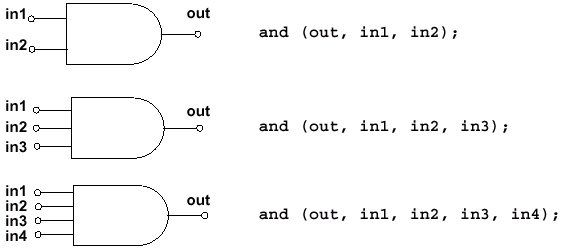 in1
out
in2
and (out, in1, in2);
in1
out
in2
in3
and (out, in1, in2, in3);
in1
in2
out
in3
in4
and (out, in1, in2, in3, in4);